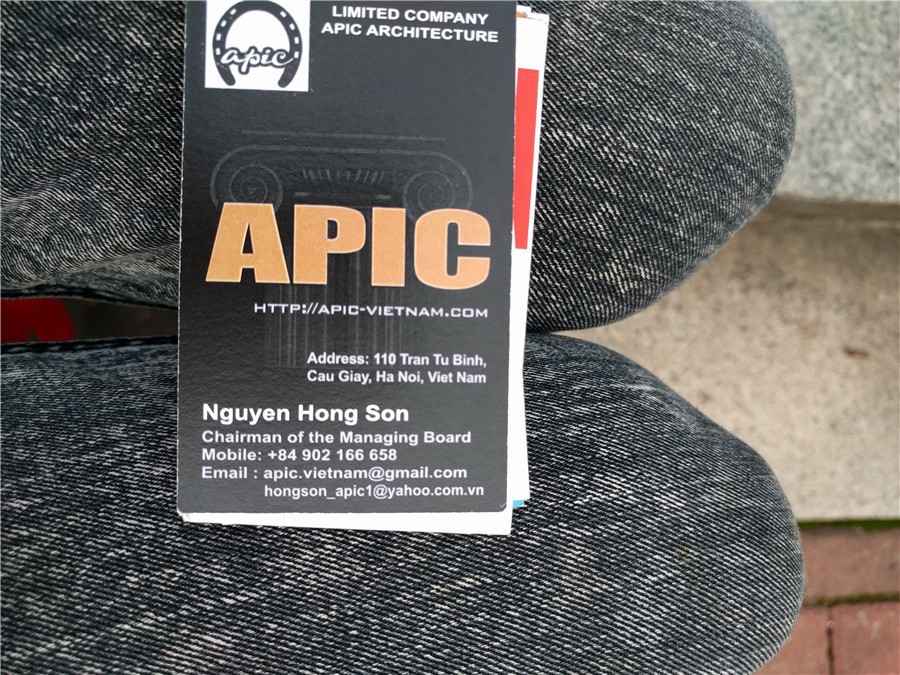 apic
LIMITED COMPANY
APIC ARCHITECTURE
APIC
HTTP://APIC-VIETNAM.COM
Address: 110 Tran Tu Binh,
Cau Giay, Ha Noi, Viet Nam
Nguyen Hong Son
Chairman of the Managing Board
Mobile: +84 902 166 658
Email : apic.vietnam@gmail.com
hongson_apic1@yahoo.com.vn